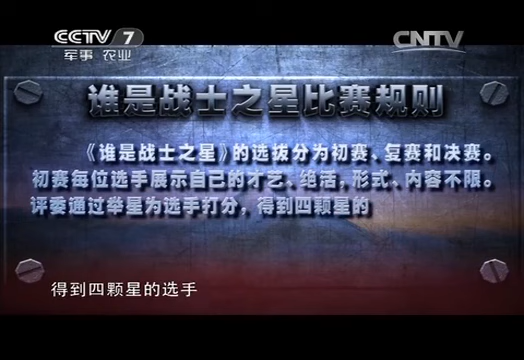 CCTV 7
军事 农业
CNTV
谁是战士之星比赛规则
《谁是战士之星》的选拔分为初赛、复赛和决赛。
初赛每位选手展示自己的才艺、绝活，形式、内容不限。
评委通过举星为选手打分，得到四颗星的
得到四颗星的选手